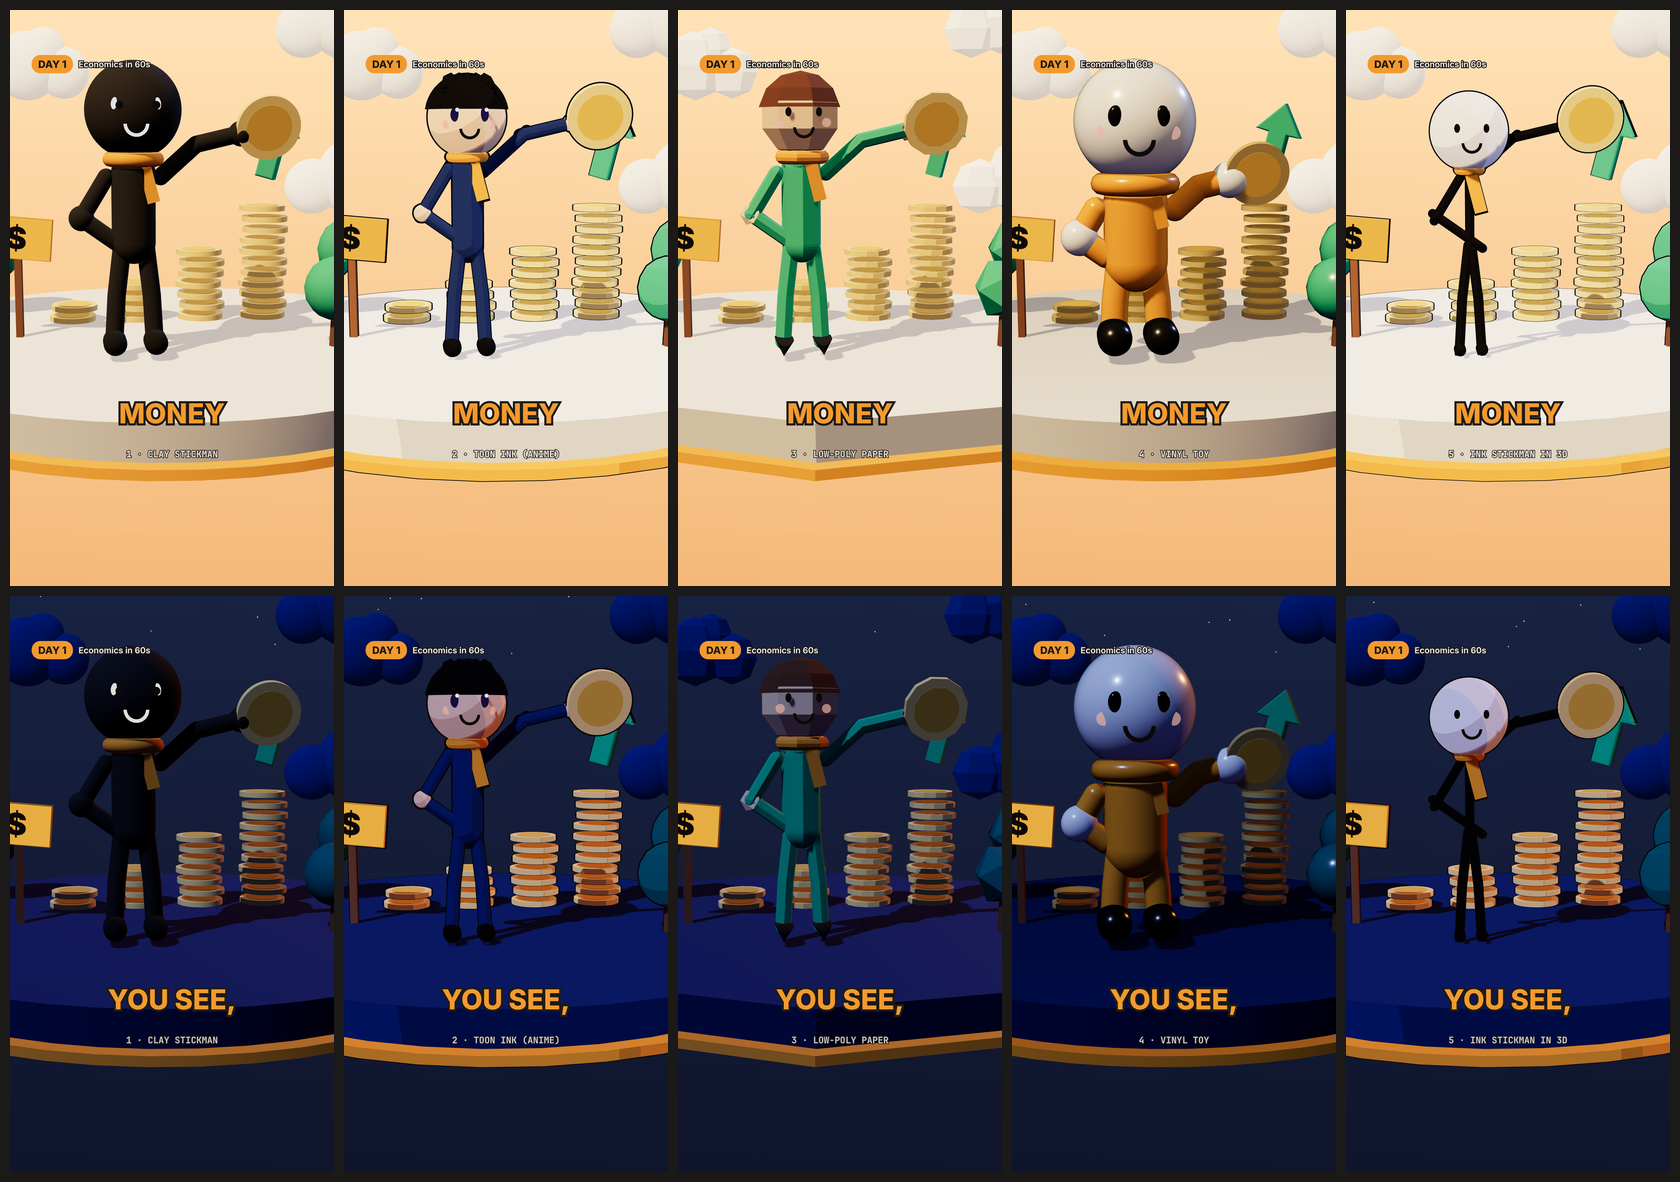 DAY 1 Economics in 60s
$
MONEY
1 · CLAY STICKMAN
DAY 1 Economics in 60s
$
MONEY
2 · TOON INK (ANIME)
DAY 1 Economics in 60s
$
MONEY
3 · LOW-POLY PAPER
DAY 1 Economics in 60s
$
MONEY
4 · VINYL TOY
DAY 1 Economics in 60s
$
MONEY
5 · INK STICKMAN IN 3D
DAY 1 Economics in 60s
$
YOU SEE,
1 · CLAY STICKMAN
DAY 1 Economics in 60s
$
YOU SEE,
2 · TOON INK (ANIME)
DAY 1 Economics in 60s
$
YOU SEE,
3 · LOW-POLY PAPER
DAY 1 Economics in 60s
$
YOU SEE,
4 · VINYL TOY
DAY 1 Economics in 60s
$
YOU SEE,
5 · INK STICKMAN IN 3D